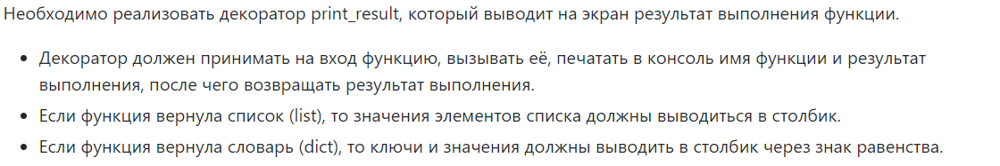 Необходимо реализовать декоратор print_result, который выводит на экран результат выполнения функции.
• Декоратор должен принимать на вход функцию, вызывать её, печатать в консоль имя функции и результат
выполнения, после чего возвращать результат выполнения.
• Если функция вернула список (list), то значения элементов списка должны выводиться в столбик.
• Если функция вернула словарь (dict), то ключи и значения должны выводить в столбик через знак равенства.